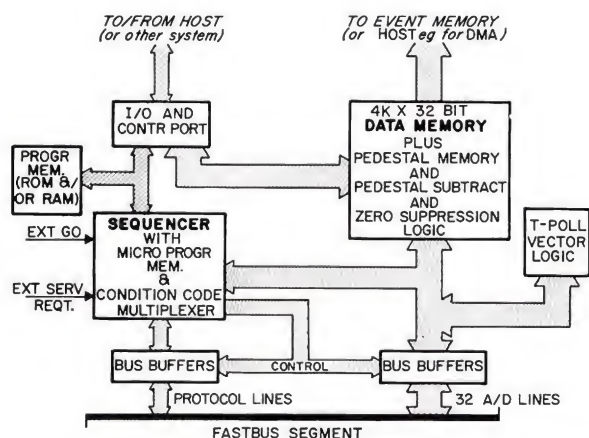 TO/FROM HOST
(or other system)
TO EVENT MEMORY
(or HOST eg for DMA)
I/O AND
CONTR PORT
4K X 32 BIT
DATA MEMORY
PLUS
PEDESTAL MEMORY
AND
PEDESTAL SUBTRACT
AND
ZERO SUPPRESSION
LOGIC
PROGR
MEM.
(ROM &/
OR RAM)
SEQUENCER
WITH
MICRO PROGR
MEM.
&
CONDITION CODE
MULTIPLEXER
EXT GO
EXT SERV
REQT.
T-POLL
VECTOR
LOGIC
BUS BUFFERS
CONTROL
BUS BUFFERS
PROTOCOL LINES
32 A/D LINES
FASTBUS SEGMENT